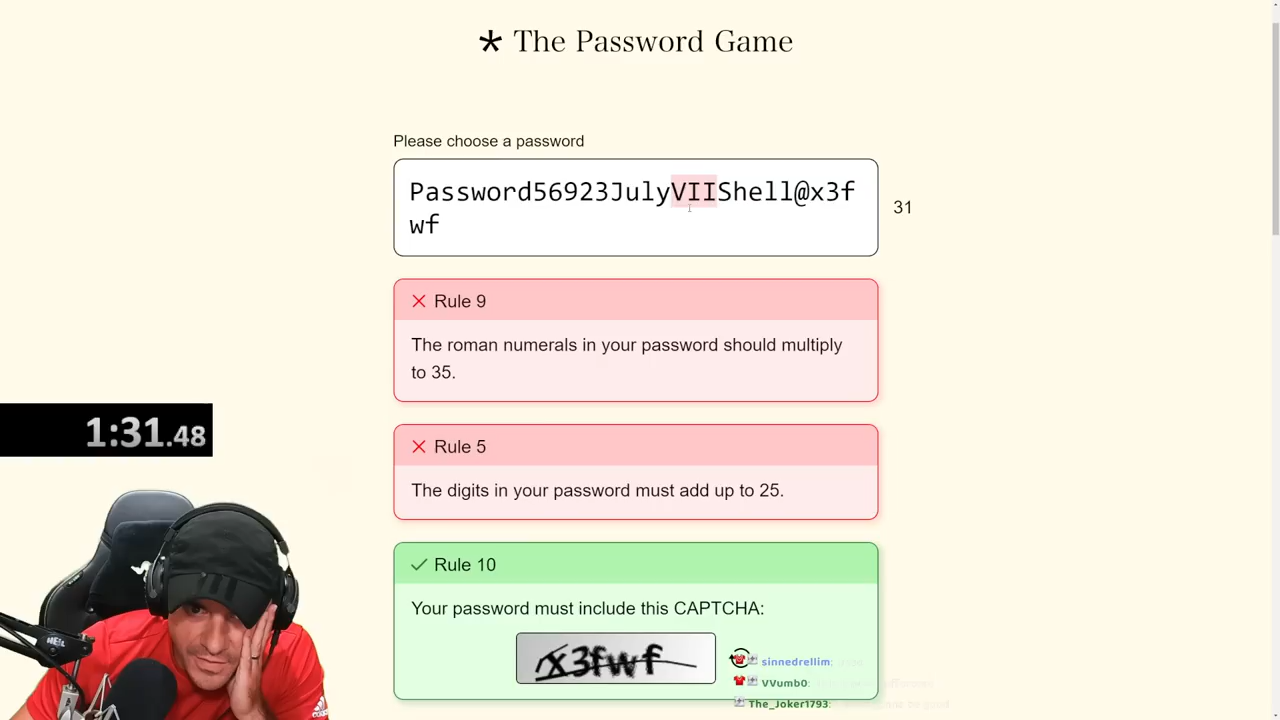 * The Password Game
Please choose a password
Password56923JulyVIIShell@x3f
wf
31
Rule 9
The roman numerals in your password should multiply
to 35.
1:31.48
Rule 5
The digits in your password must add up to 25.
Rule 10
Your password must include this CAPTCHA:
x3fwf
sinnedrellim:
VVumb0:
The_Joker1793: